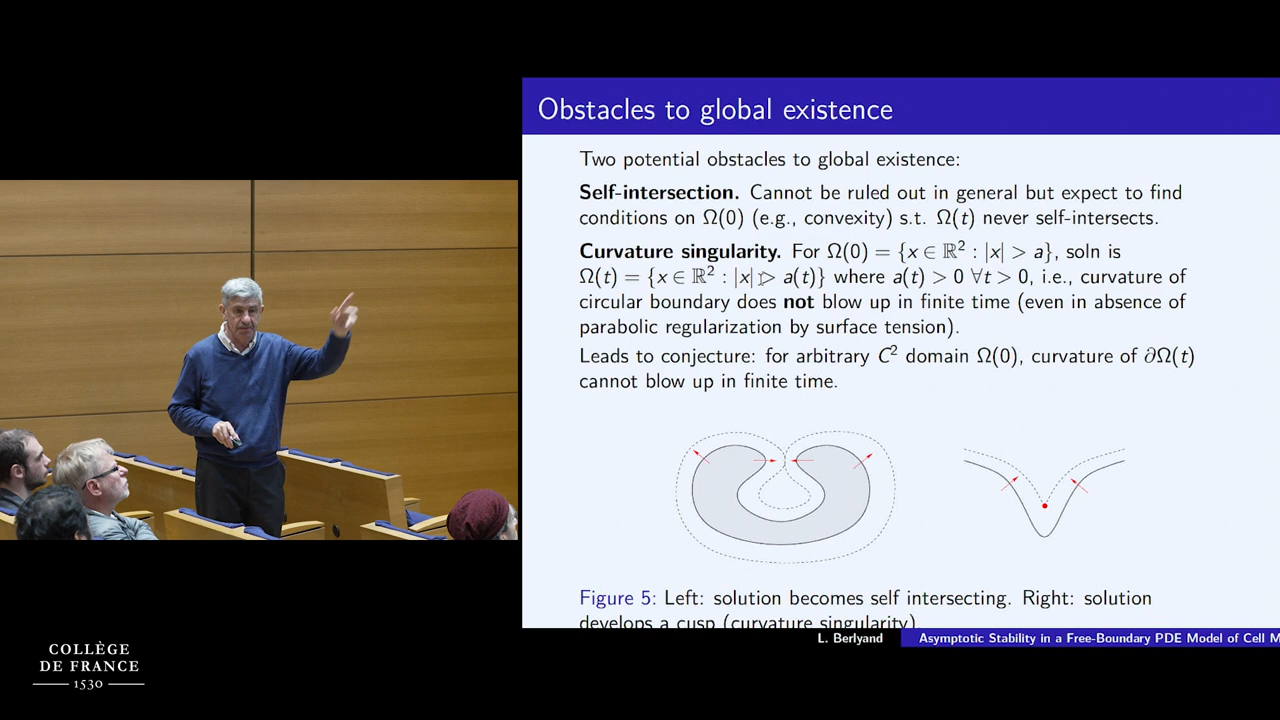 Obstacles to global existence
Two potential obstacles to global existence:
Self-intersection. Cannot be ruled out in general but expect to find
conditions on Ω(0) (e.g., convexity) s.t. Ω(t) never self-intersects.
Curvature singularity. For Ω(0) = {x ∈ ℝ² : |x| > a}, soln is
Ω(t) = {x ∈ ℝ² : |x| > a(t)} where a(t) > 0 ∀t > 0, i.e., curvature of
circular boundary does not blow up in finite time (even in absence of
parabolic regularization by surface tension).
Leads to conjecture: for arbitrary C² domain Ω(0), curvature of ∂Ω(t)
cannot blow up in finite time.
Figure 5: Left: solution becomes self intersecting. Right: solution
develops a cusp (curvature singularity)
L. Berlyand
Asymptotic Stability in a Free-Boundary PDE Model of Cell M
COLLÈGE
DE FRANCE
1530